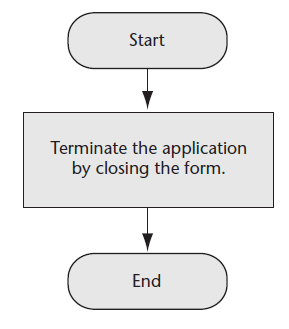 Start
Terminate the application
by closing the form.
End